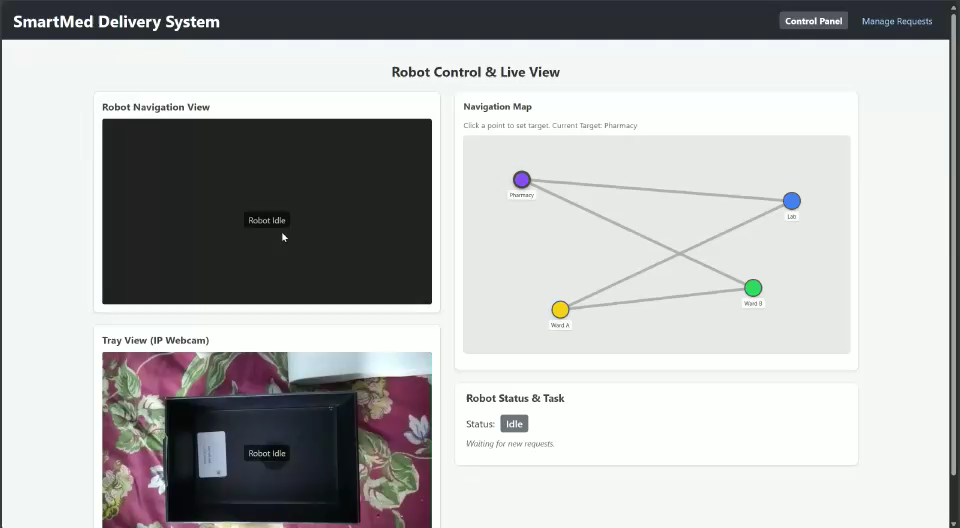 SmartMed Delivery System
Control Panel
Manage Requests
Robot Control & Live View
Robot Navigation View
Robot Idle
Tray View (IP Webcam)
Robot Idle
Navigation Map
Click a point to set target. Current Target: Pharmacy
Pharmacy
Lab
Ward B
Ward A
Robot Status & Task
Status: Idle
Waiting for new requests.